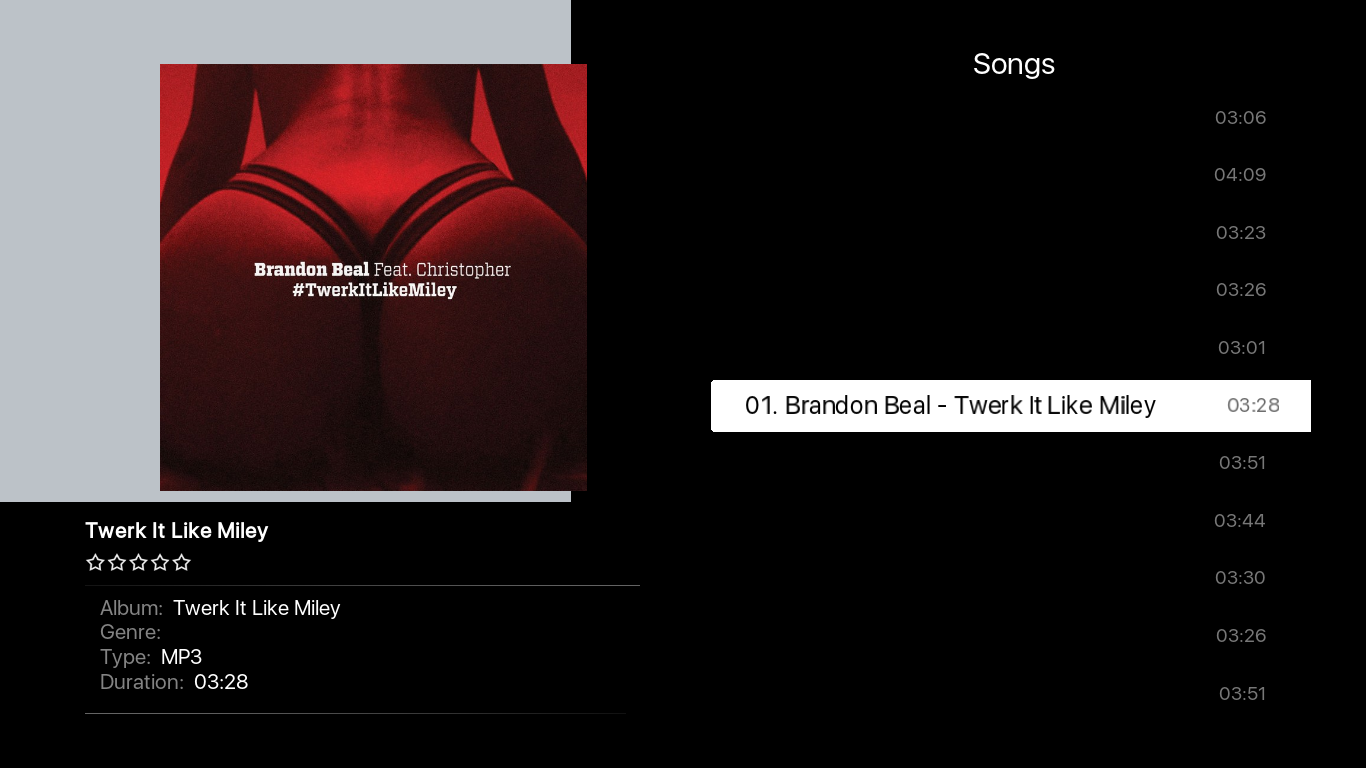 Brandon Beal Feat. Christopher
#TwerkItLikeMiley
Twerk It Like Miley
Album: Twerk It Like Miley
Genre:
Type: MP3
Duration: 03:28
Songs
03:06
04:09
03:23
03:26
03:01
01. Brandon Beal - Twerk It Like Miley 03:28
03:51
03:44
03:30
03:26
03:51